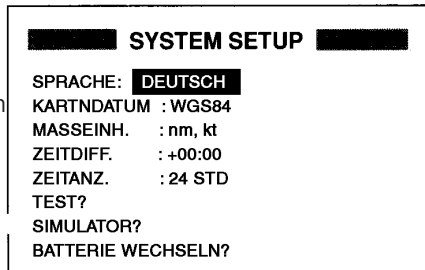 SYSTEM SETUP
SPRACHE: DEUTSCH
KARTNDATUM : WGS84
MASSEINH. : nm, kt
ZEITDIFF. : +00:00
ZEITANZ. : 24 STD
TEST?
SIMULATOR?
BATTERIE WECHSELN?